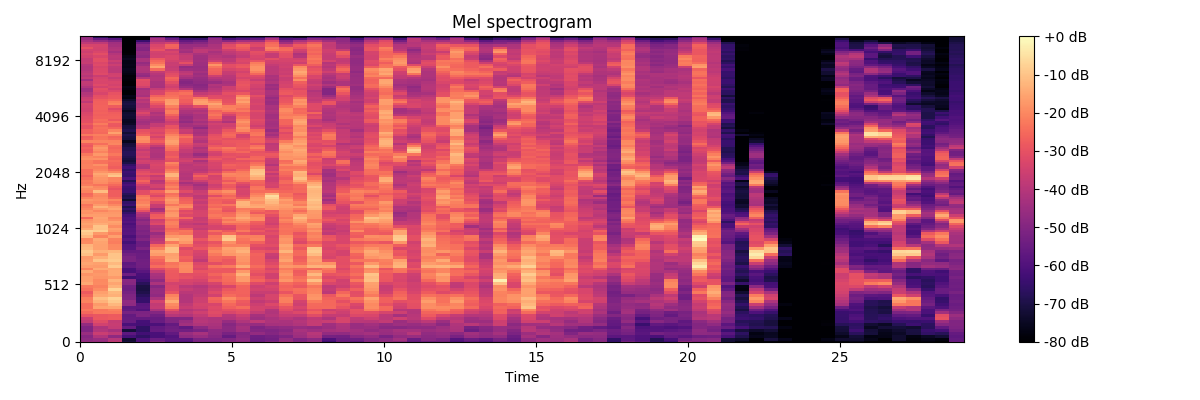 Mel spectrogram
Hz
8192
4096
2048
1024
512
0
0 5 10 15 20 25
Time
+0 dB
-10 dB
-20 dB
-30 dB
-40 dB
-50 dB
-60 dB
-70 dB
-80 dB